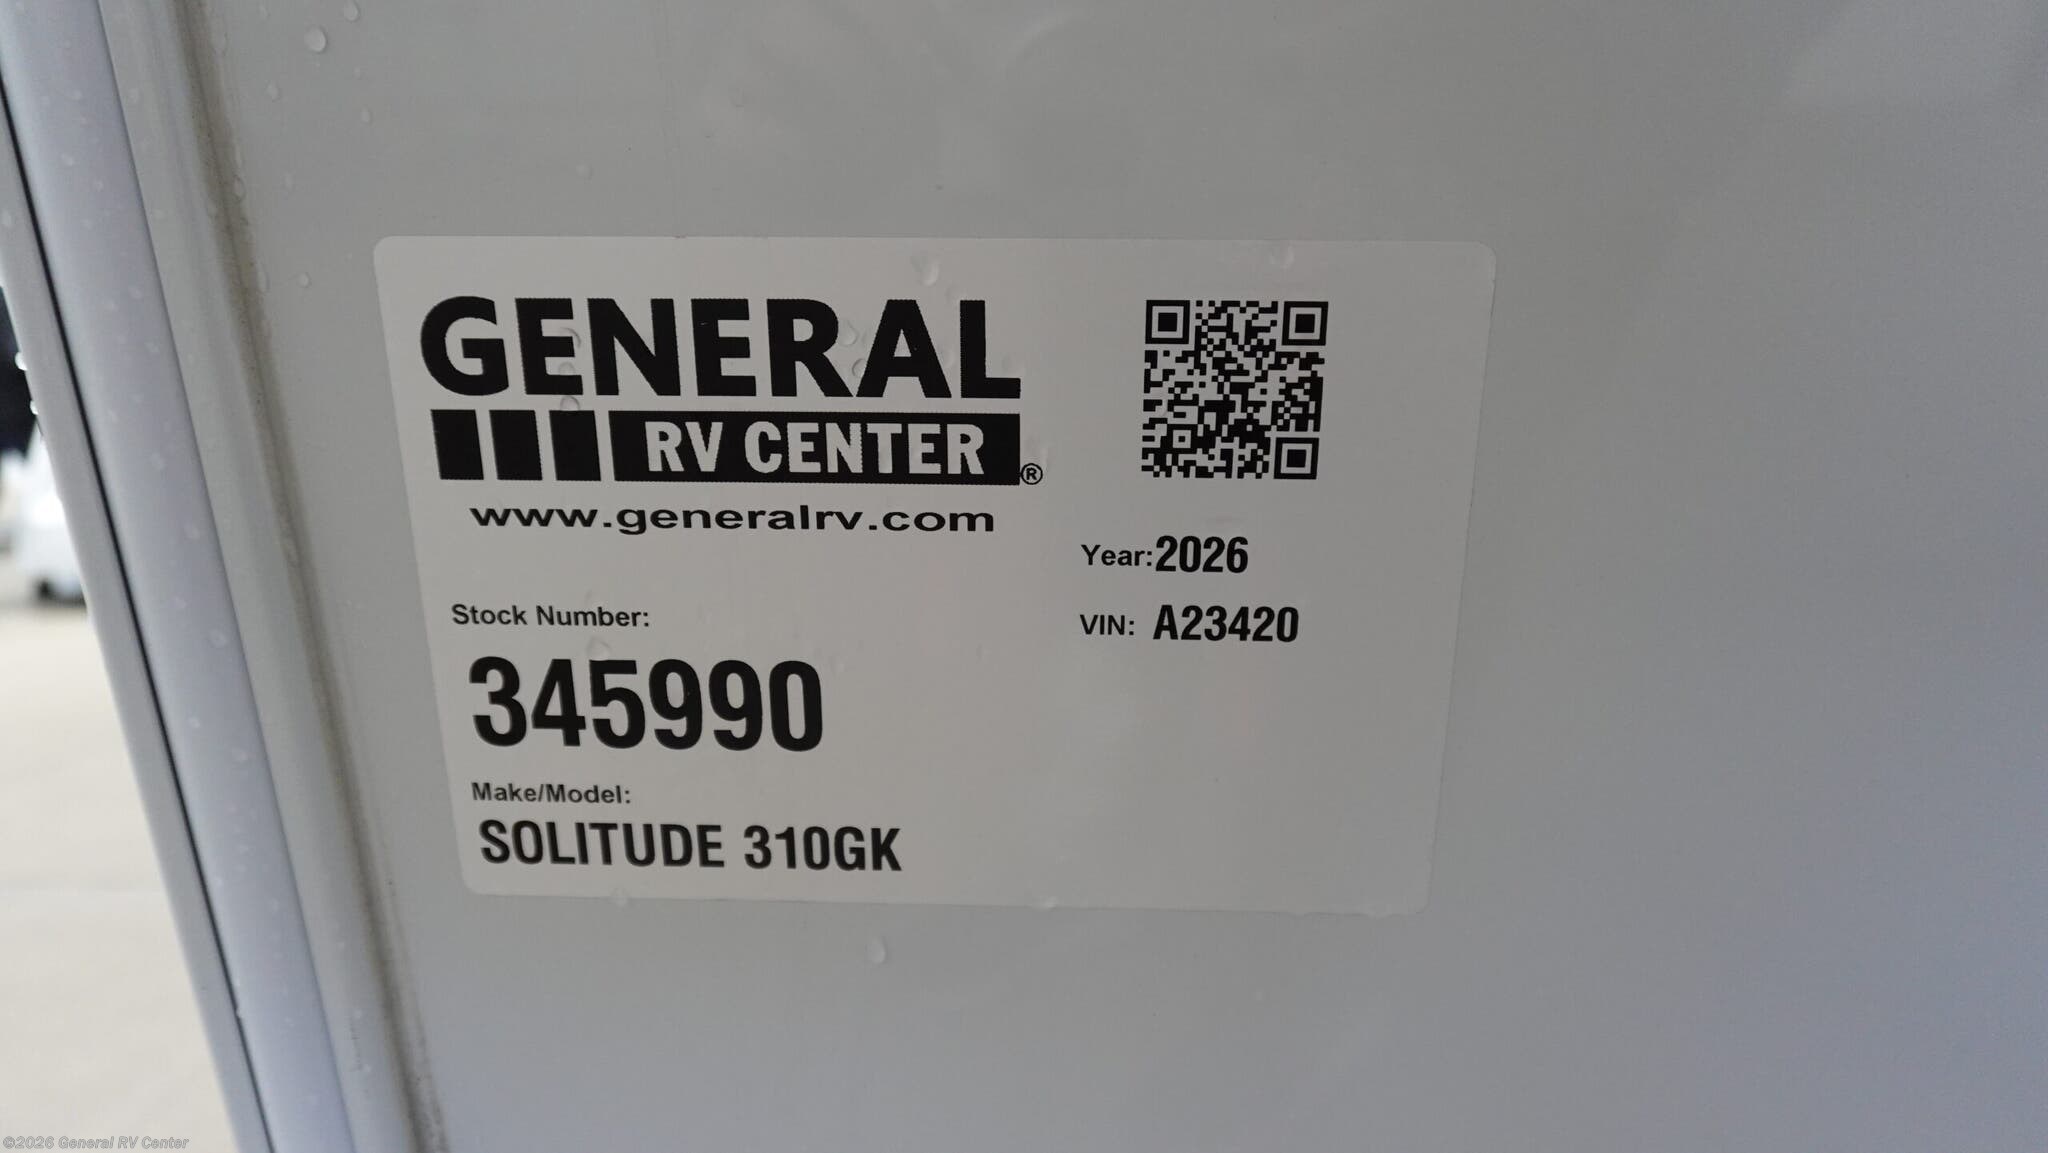 GENERAL
RV CENTER®
www.generalrv.com
Year: 2026
VIN: A23420
Stock Number:
345990
Make/Model:
SOLITUDE 310GK
©2026 General RV Center